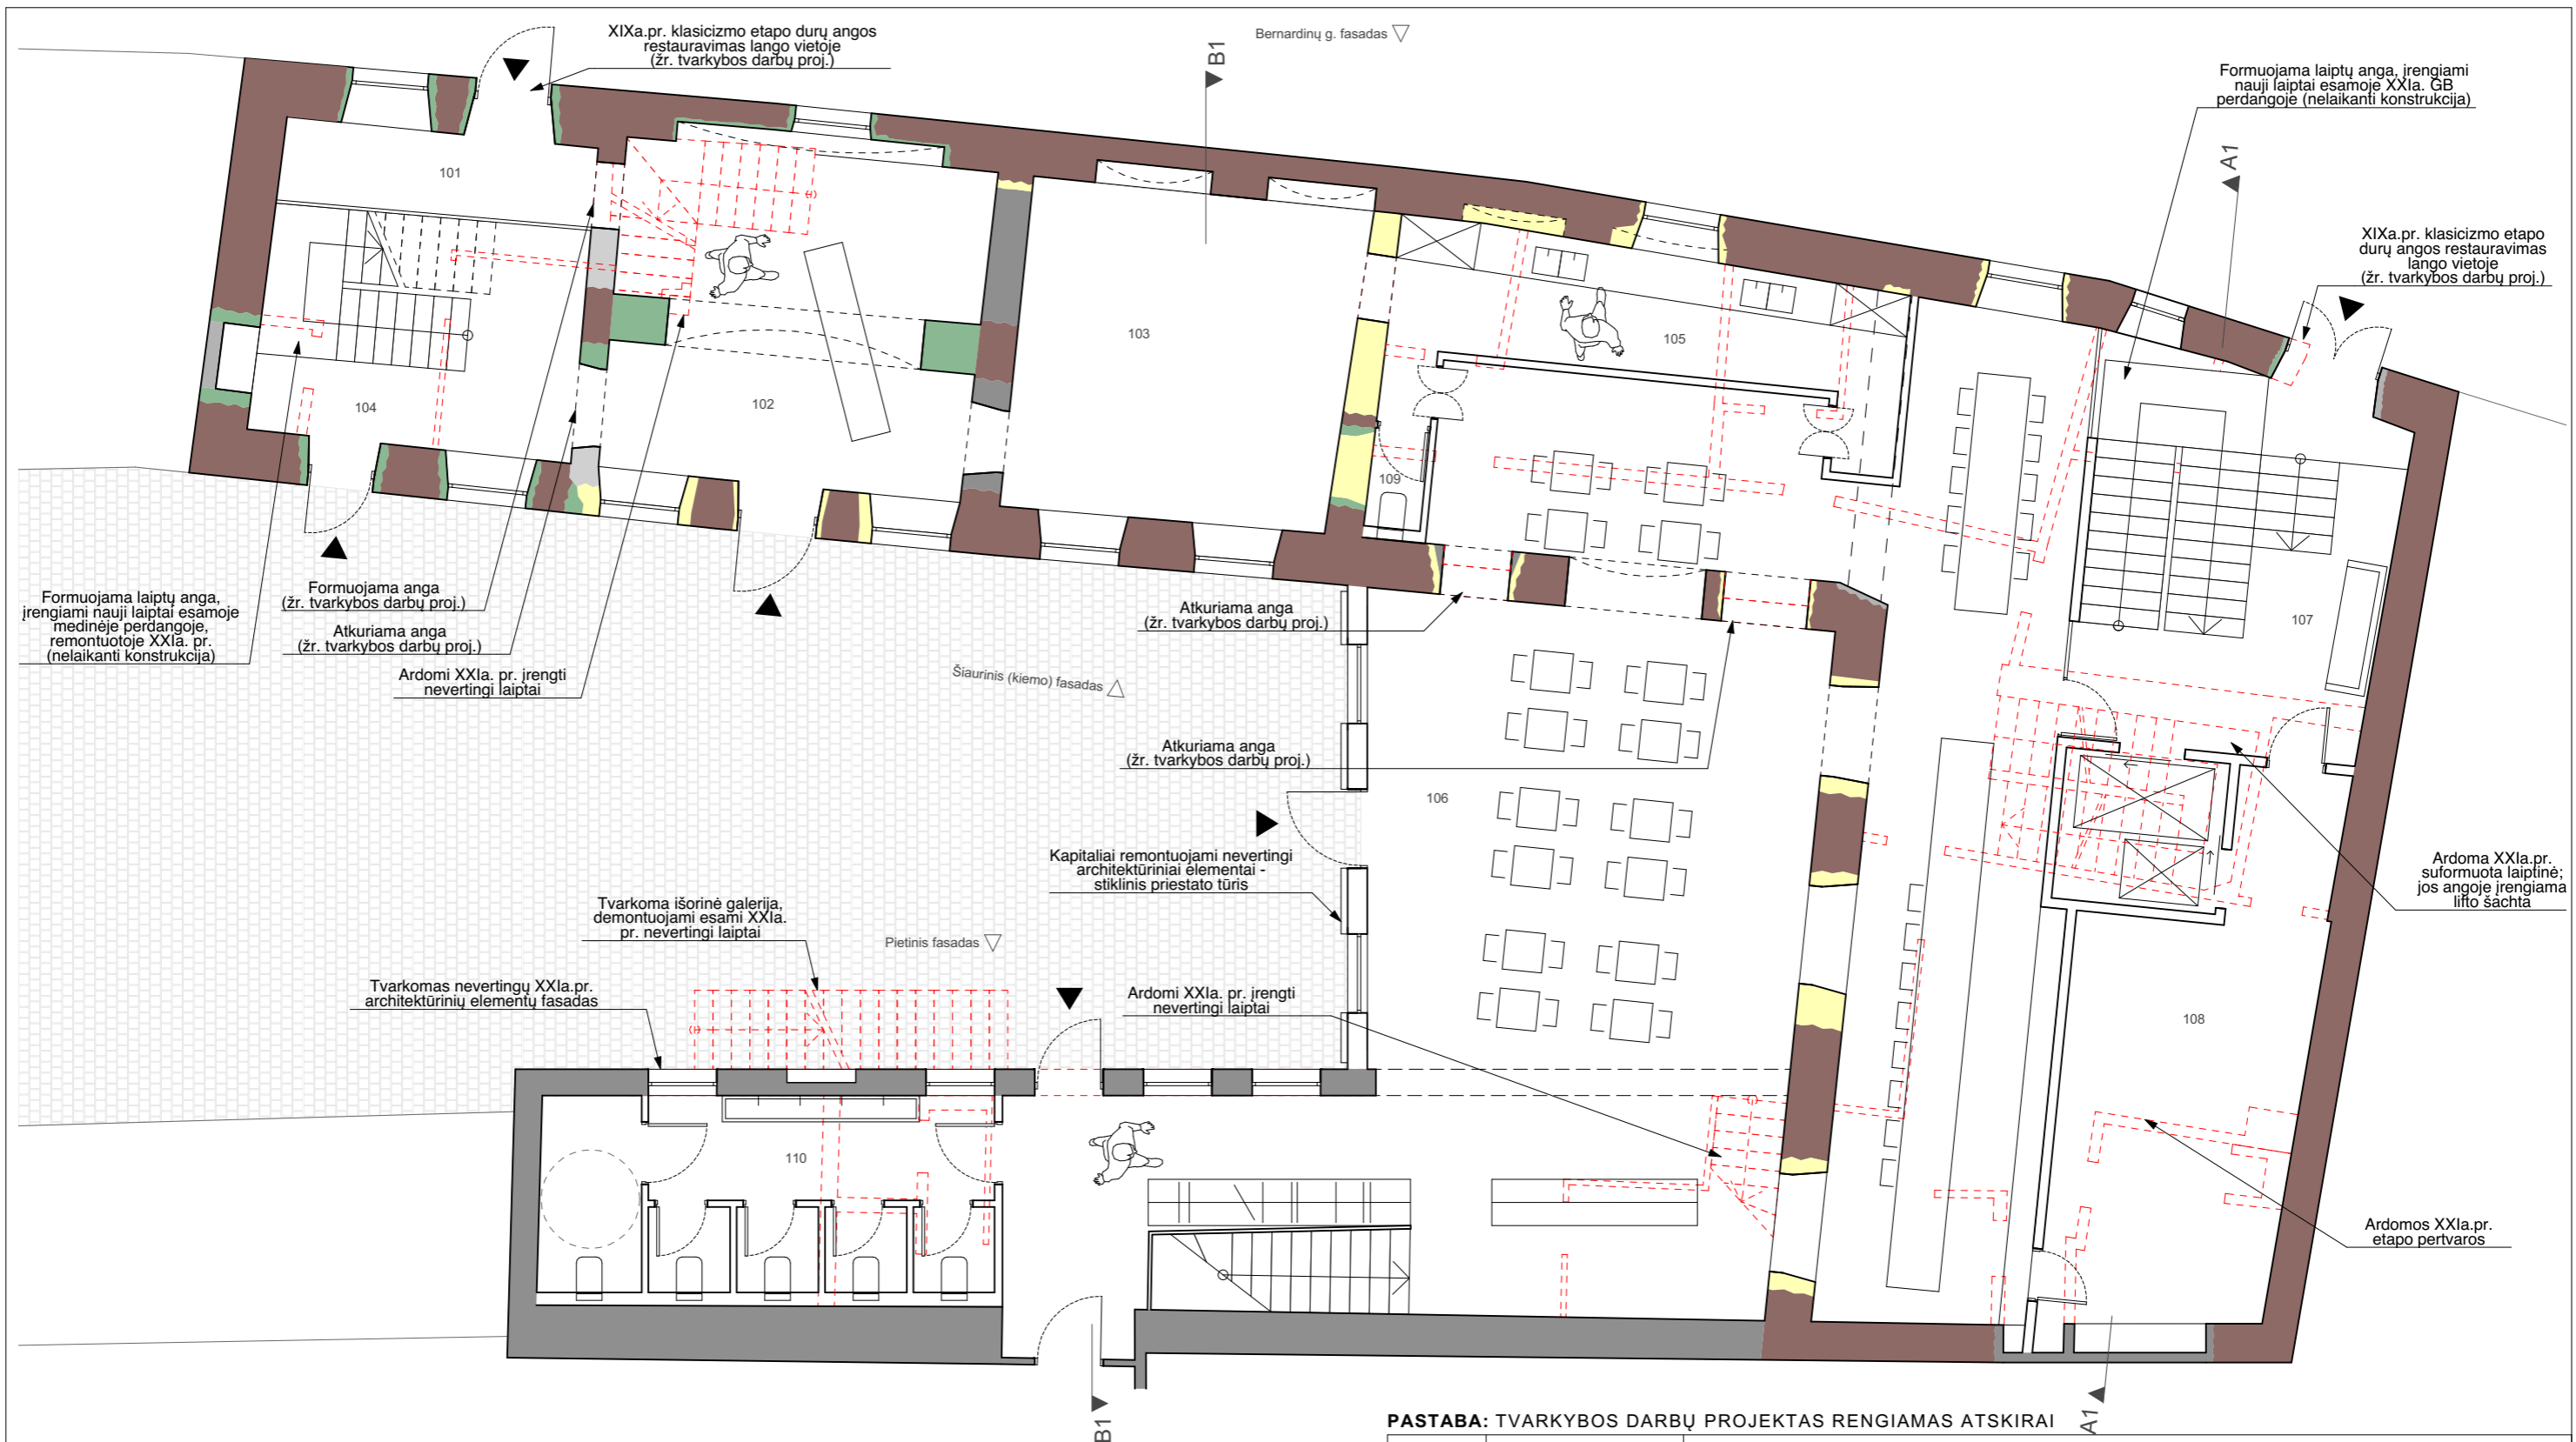 XIXa.pr. klasicizmo etapo durų angos
restauravimas lango vietoje
(žr. tvarkybos darbų proj.)
Bernardinų g. fasadas
B1
Formuojama laiptų anga, įrengiami
nauji laiptai esamoje XXIa. GB
perdangoje (nelaikanti konstrukcija)
A1
XIXa.pr. klasicizmo etapo
durų angos restauravimas
lango vietoje
(žr. tvarkybos darbų proj.)
101
102
103
104
105
109
107
Formuojama laiptų anga,
įrengiami nauji laiptai esamoje
medinėje perdangoje,
remontuotoje XXIa. pr.
(nelaikanti konstrukcija)
Formuojama anga
(žr. tvarkybos darbų proj.)
Atkuriama anga
(žr. tvarkybos darbų proj.)
Ardomi XXIa. pr. įrengti
nevertingi laiptai
Atkuriama anga
(žr. tvarkybos darbų proj.)
Šiaurinis (kiemo) fasadas
Atkuriama anga
(žr. tvarkybos darbų proj.)
106
Kapitaliai remontuojami nevertingi
architektūriniai elementai -
stiklinis priestato tūris
Ardoma XXIa.pr.
suformuota laiptinė;
jos angoje įrengiama
lifto šachta
Tvarkoma išorinė galerija,
demontuojami esami XXIa.
pr. nevertingi laiptai
Pietinis fasadas
Tvarkomas nevertingų XXIa.pr.
architektūrinių elementų fasadas
Ardomi XXIa. pr. įrengti
nevertingi laiptai
108
110
Ardomos XXIa.pr.
etapo pertvaros
B1
A1
PASTABA: TVARKYBOS DARBŲ PROJEKTAS RENGIAMAS ATSKIRAI